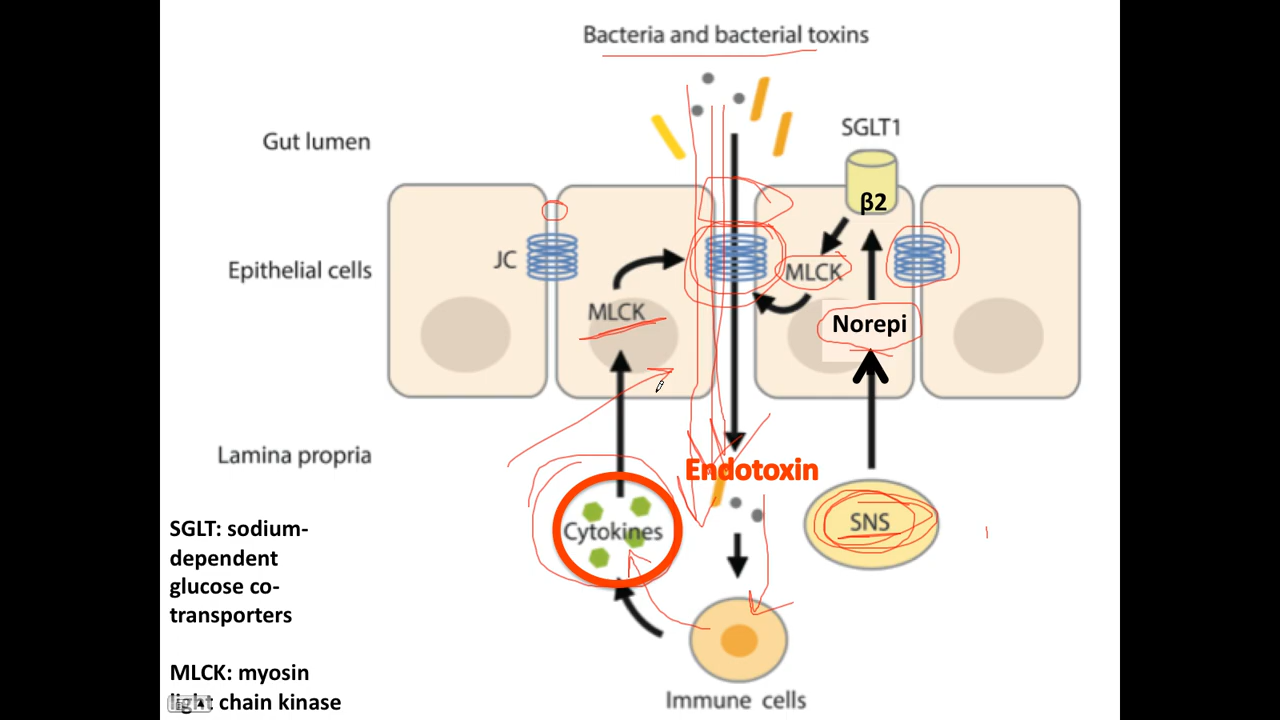 Bacteria and bacterial toxins
SGLT1
Gut lumen
β2
JC
MLCK
Epithelial cells
MLCK
Norepi
Lamina propria
Endotoxin
Cytokines
SNS
SGLT: sodium-
dependent
glucose co-
transporters
MLCK: myosin
light chain kinase
Immune cells